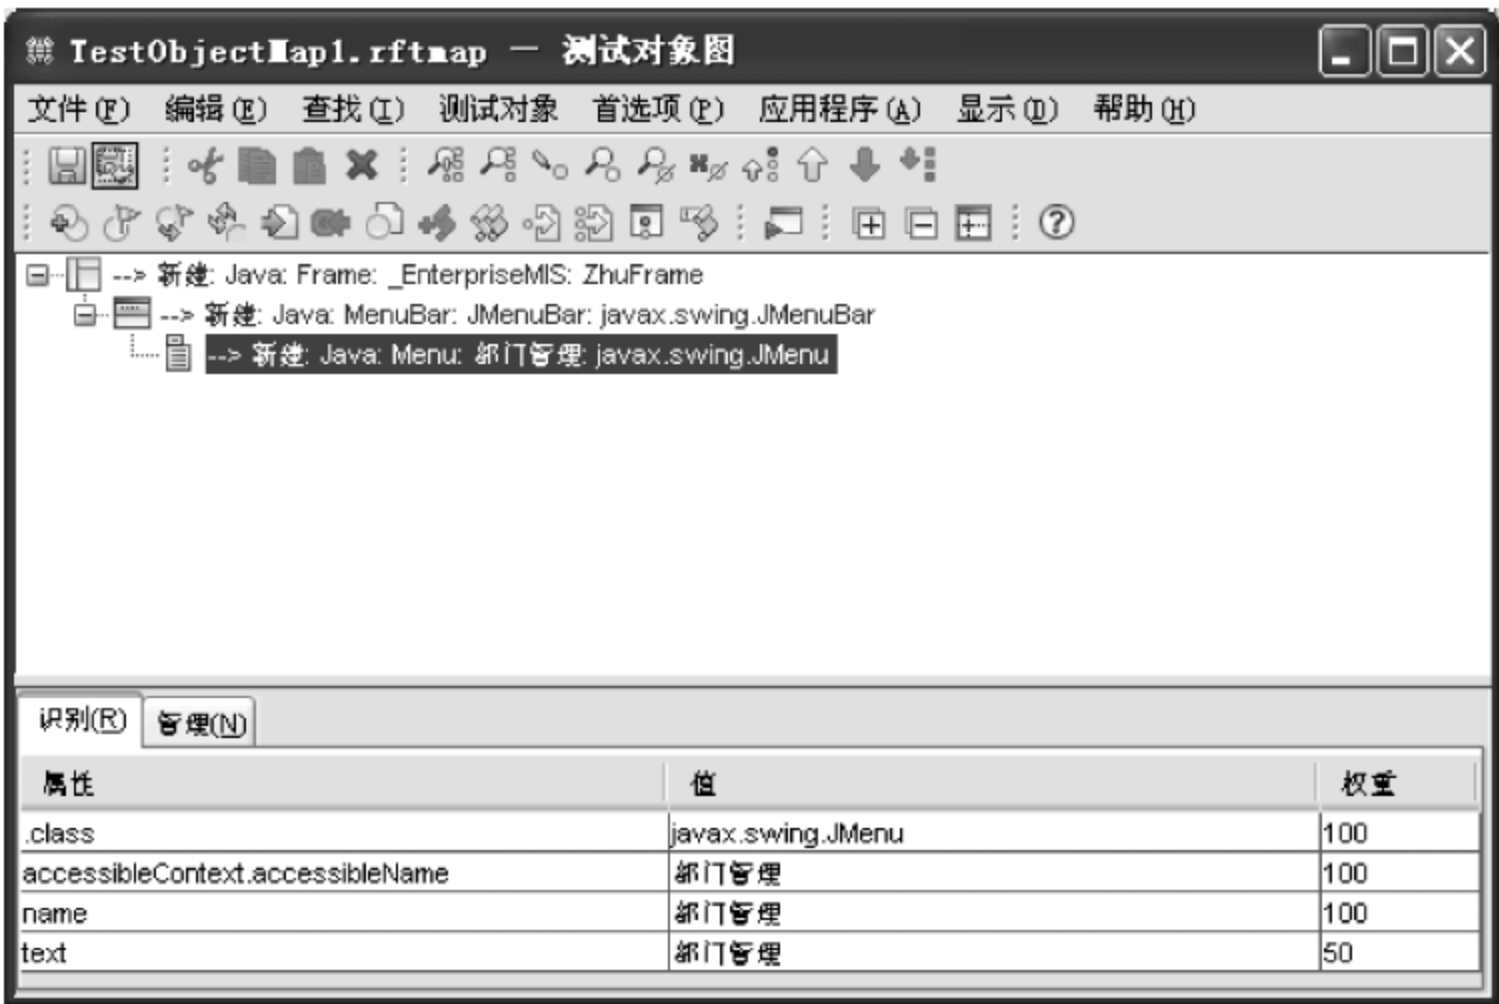 TestObjectMap1.rftmap — 测试对象图
文件(F) 编辑(E) 查找(I) 测试对象 首选项(P) 应用程序(A) 显示(D) 帮助(H)
--> 新建: Java: Frame: _EnterpriseMIS: ZhuFrame
--> 新建: Java: MenuBar: JMenuBar: javax.swing.JMenuBar
--> 新建: Java: Menu: 部门管理: javax.swing.JMenu
识别(R) 管理(N)
属性 值 权重
.class javax.swing.JMenu 100
accessibleContext.accessibleName 部门管理 100
name 部门管理 100
text 部门管理 50